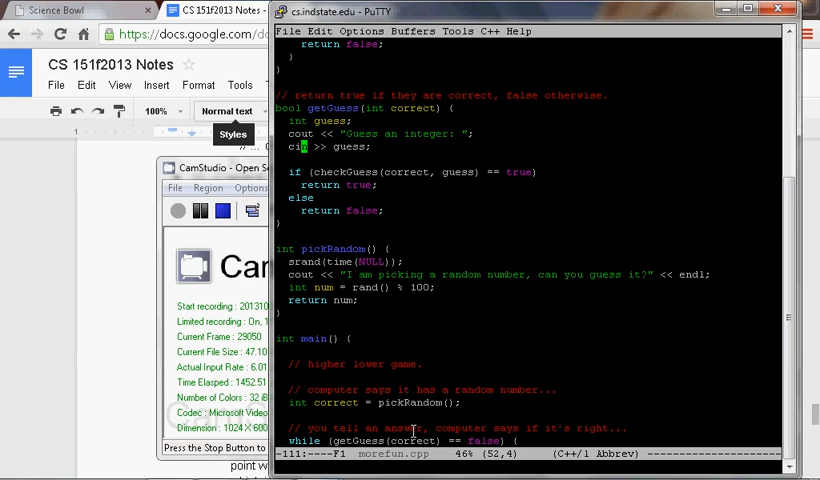 Science Bowl
CS 151f2013 Notes
cs.indstate.edu - PuTTY
https://docs.google.com/do
CS 151f2013 Notes
File Edit View Insert Format Tools
100%
Normal text
Styles
CamStudio - Open S
File Region Options
Start recording : 201310
Limited recording : On, 1
Current Frame : 29050
Current File Size : 47.10
Actual Input Rate : 6.01
Time Elasped : 1452.51
Number of Colors : 32 iB
Codec : Microsoft Video
Dimension : 1024 X 600
Press the Stop Button to
point w
File Edit Options Buffers Tools C++ Help
return false;
}
}
// return true if they are correct, false otherwise.
bool getGuess(int correct) {
int guess;
cout << "Guess an integer: ";
cin >> guess;
if (checkGuess(correct, guess) == true)
return true;
else
return false;
}
int pickRandom() {
srand(time(NULL));
cout << "I am picking a random number, can you guess it?" << endl;
int num = rand() % 100;
return num;
}
int main() {
// higher lower game.
// computer says it has a random number...
int correct = pickRandom();
// you tell an answer, computer says if it's right...
while (getGuess(correct) == false) {
-111:----F1 morefun.cpp 46% (52,4) (C++/l Abbrev)